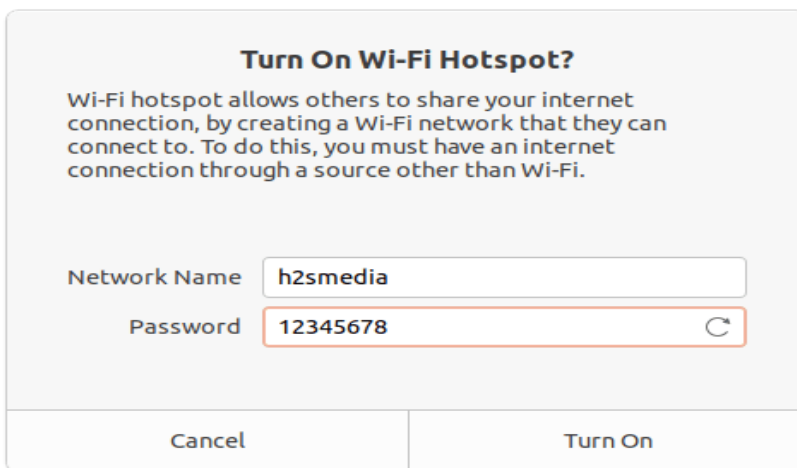 Turn On Wi-Fi Hotspot?
Wi-Fi hotspot allows others to share your internet
connection, by creating a Wi-Fi network that they can
connect to. To do this, you must have an internet
connection through a source other than Wi-Fi.
Network Name h2smedia
Password 12345678
Cancel Turn On